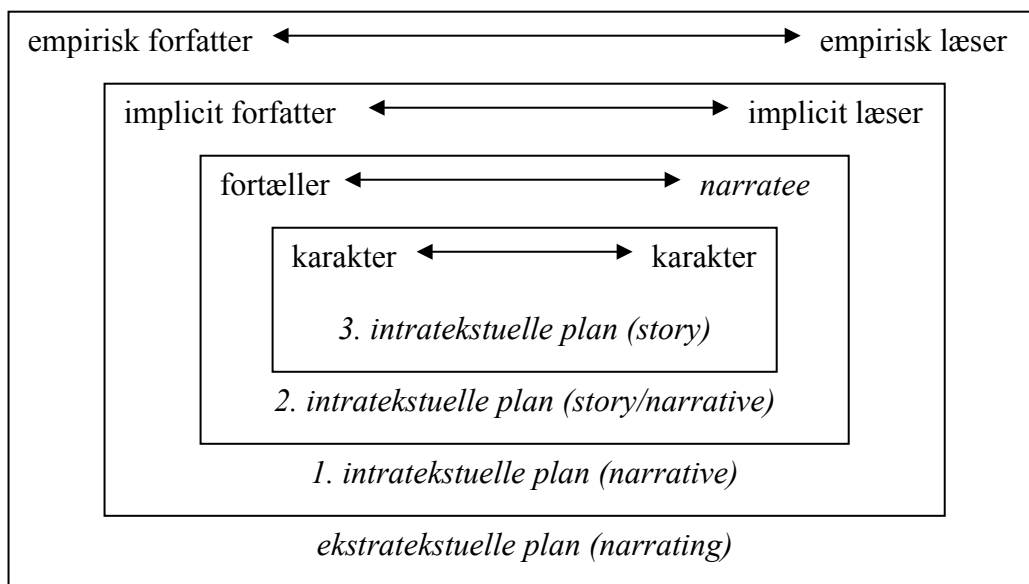 empirisk forfatter empirisk læser
implicit forfatter implicit læser
fortæller narratee
karakter karakter
3. intratekstuelle plan (story)
2. intratekstuelle plan (story/narrative)
1. intratekstuelle plan (narrative)
ekstratekstuelle plan (narrating)